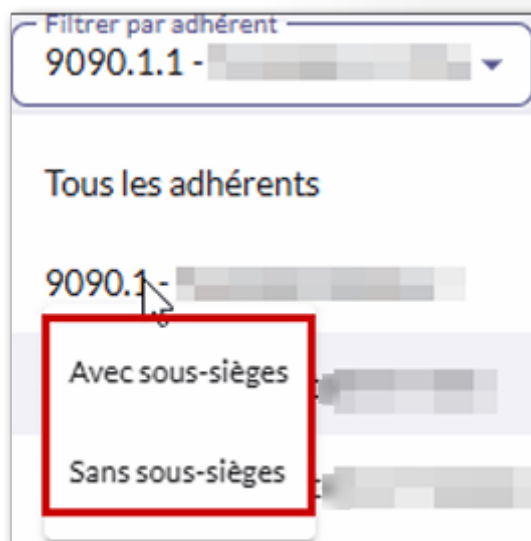 Filtrer par adhérent
9090.1.1 -
Tous les adhérents
9090.1 -
Avec sous-sièges
Sans sous-sièges